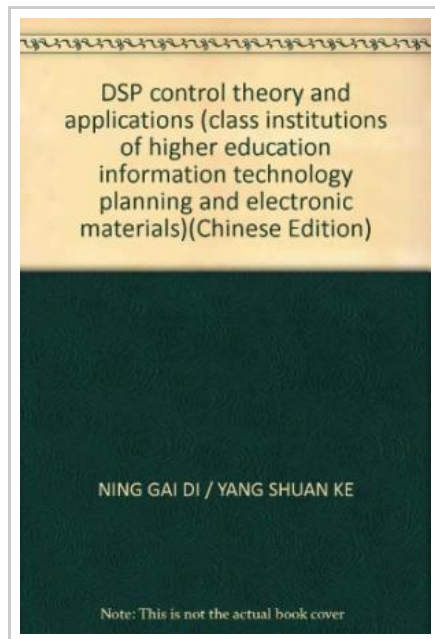 DSP control theory and
applications (class institutions
of higher education
information technology
planning and electronic
materials)(Chinese Edition)
NING GAI DI / YANG SHUAN KE
Note: This is not the actual book cover